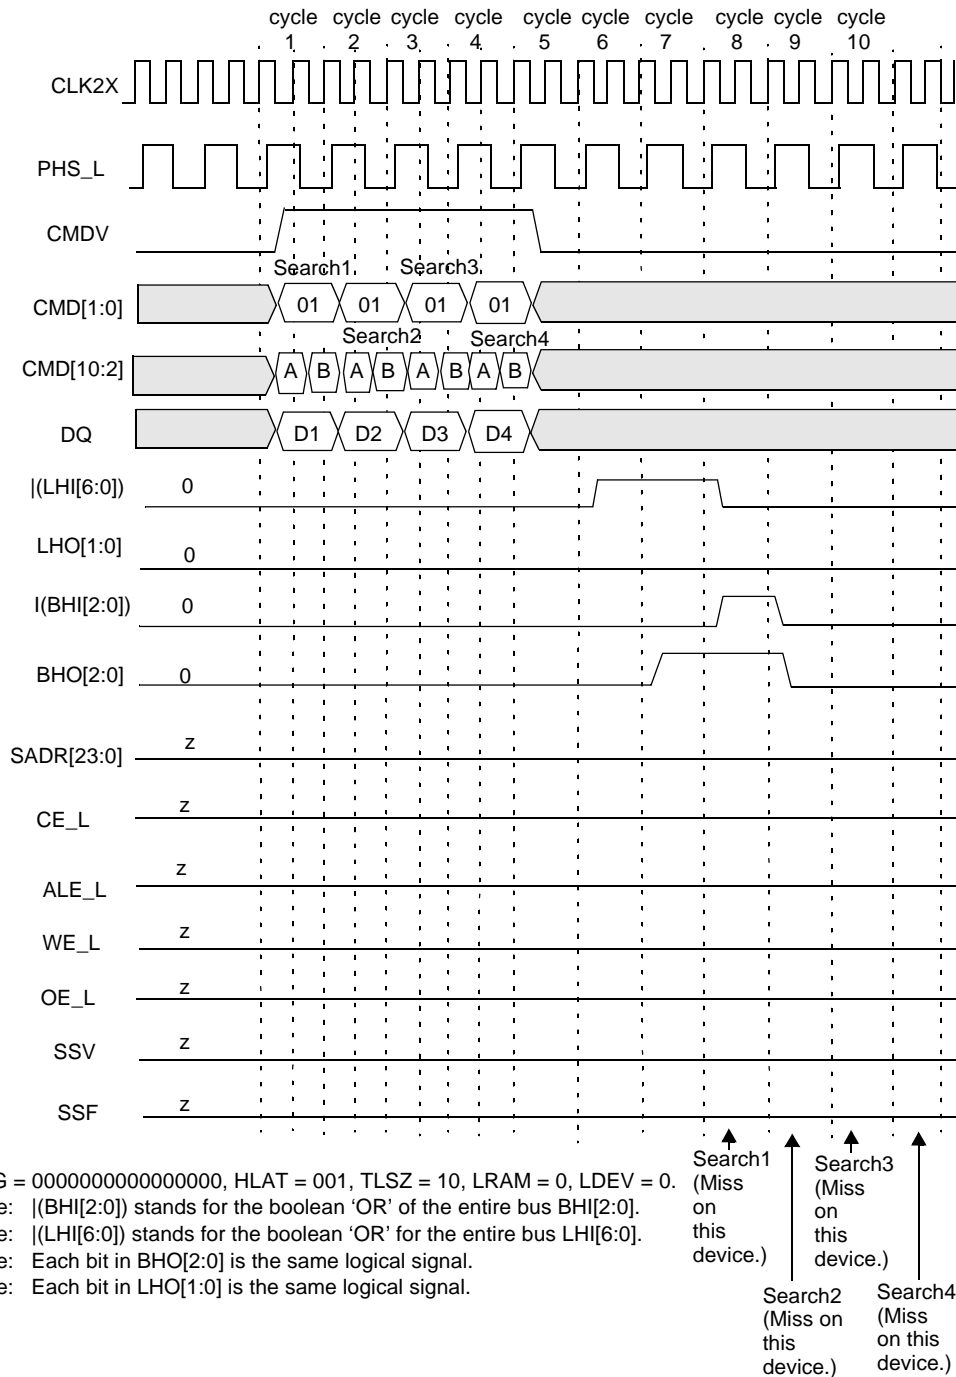 cycle cycle cycle cycle cycle cycle cycle cycle cycle cycle
1 2 3 4 5 6 7 8 9 10
CLK2X
PHS_L
CMDV
Search1 Search3
CMD[1:0] 01 01 01 01
Search2 Search4
CMD[10:2] A B A B A B A B
DQ D1 D2 D3 D4
|(LHI[6:0]) 0
LHO[1:0] 0
I(BHI[2:0]) 0
BHO[2:0] 0
SADR[23:0] z
CE_L z
ALE_L z
WE_L z
OE_L z
SSV z
SSF z
G = 0000000000000000, HLAT = 001, TLSZ = 10, LRAM = 0, LDEV = 0.
e: |(BHI[2:0]) stands for the boolean ‘OR’ of the entire bus BHI[2:0].
e: |(LHI[6:0]) stands for the boolean ‘OR’ for the entire bus LHI[6:0].
e: Each bit in BHO[2:0] is the same logical signal.
e: Each bit in LHO[1:0] is the same logical signal.
Search1
(Miss
on
this
device.)
Search2
(Miss on
this
device.)
Search3
(Miss
on
this
device.)
Search4
(Miss
on this
device.)